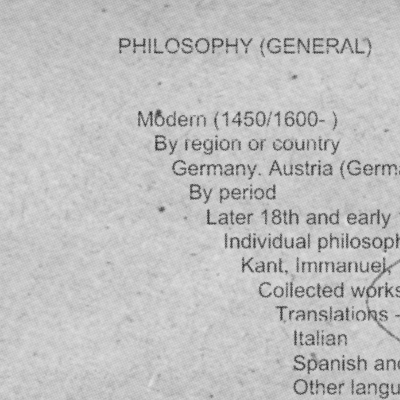 PHILOSOPHY (GENERAL)
Modern (1450/1600- )
By region or country
Germany. Austria (Germa
By period
Later 18th and early
Individual philosoph
Kant, Immanuel,
Collected works
Translations -
Italian
Spanish and
Other langu